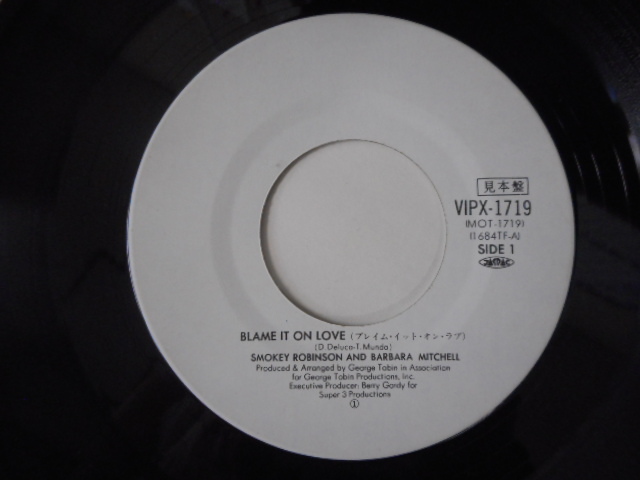 見本盤
VIPX-1719
(MOT-1719)
(1684TF-A)
SIDE 1
BLAME IT ON LOVE (ブレイム・イット・オン・ラブ)
(D. Deluca-T. Munda)
SMOKEY ROBINSON AND BARBARA MITCHELL
Produced & Arranged by George Tobin in Association
for George Tobin Productions, Inc.
Executive Producer: Berry Gordy for
Super 3 Productions
①